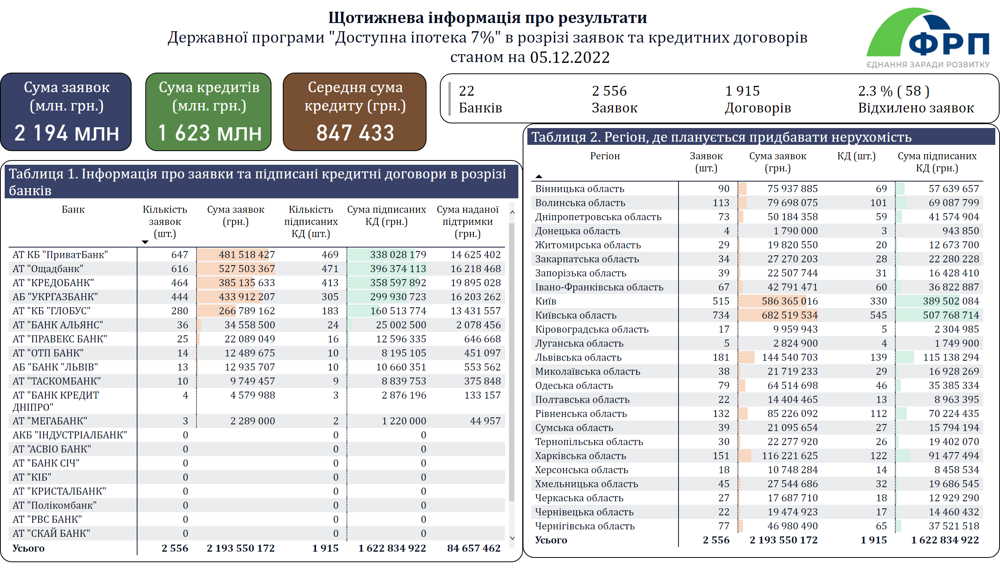 Щотижнева інформація про результати
Державної програми "Доступна іпотека 7%" в розрізі заявок та кредитних договорів
станом на 05.12.2022
ФРП
ЄДНАННЯ ЗАРАДИ РОЗВИТКУ
Сума заявок
(млн. грн.)
2 194 млн
Сума кредитів
(млн. грн.)
1 623 млн
Середня сума
кредиту (грн.)
847 433
22 2 556 1 915 2.3 % ( 58 )
Банків Заявок Договорів Відхилено заявок
Таблиця 1. Інформація про заявки та підписані кредитні договори в розрізі
банків
Банк Кількість Сума заявок Кількість Сума підписаних Сума наданої
заявок (грн.) підписаних КД (грн.) підтримки
(шт.) КД (шт.) (грн.)
АТ КБ "ПриватБанк" 647 481 518 427 469 338 028 179 14 625 402
АТ "Ощадбанк" 616 527 503 367 471 396 374 113 16 218 468
АТ "КРЕДОБАНК" 464 385 135 633 413 358 597 892 19 895 028
АБ "УКРГАЗБАНК" 444 433 912 207 305 299 930 723 16 203 262
АТ "КБ "ГЛОБУС" 280 266 789 162 183 160 513 774 13 431 557
АТ "БАНК АЛЬЯНС" 36 34 558 500 24 25 002 500 2 078 456
АТ "ПРАВЕКС БАНК" 25 22 089 049 16 12 596 335 646 668
АТ "ОТП БАНК" 14 12 489 675 10 8 195 105 451 097
АБ "БАНК "ЛЬВІВ" 13 12 935 707 10 10 660 351 553 562
АТ "ТАСКОМБАНК" 10 9 749 457 9 8 839 753 375 848
АТ "БАНК КРЕДИТ 4 4 579 988 3 2 876 196 133 157
ДНІПРО"
АТ "МЕГАБАНК" 3 2 289 000 2 1 220 000 44 957
АКБ "ІНДУСТРІАЛБАНК" 0 0 0
АТ "АСВІО БАНК" 0 0 0
АТ "БАНК СІЧ" 0 0 0
АТ "КІБ" 0 0 0
АТ "КРИСТАЛБАНК" 0 0 0
АТ "Полікомбанк" 0 0 0
АТ "РВС БАНК" 0 0 0
АТ "СКАЙ БАНК" 0 0 0
Усього 2 556 2 193 550 172 1 915 1 622 834 922 84 657 462
Таблиця 2. Регіон, де планується придбавати нерухомість
Регіон Заявок Сума заявок КД (шт.) Сума підписаних
(шт.) (грн.) КД (грн.)
Вінницька область 90 75 937 885 69 57 639 657
Волинська область 113 79 698 075 101 69 087 799
Дніпропетровська область 73 50 184 358 59 41 574 904
Донецька область 4 1 790 000 3 943 850
Житомирська область 29 19 820 550 20 12 673 700
Закарпатська область 34 27 270 203 28 22 280 228
Запорізька область 39 22 507 744 31 16 428 410
Івано-Франківська область 67 42 791 471 60 36 822 887
Київ 515 586 365 016 330 389 502 084
Київська область 734 682 519 534 545 507 768 714
Кіровоградська область 17 9 959 943 5 2 304 985
Луганська область 5 2 824 900 4 1 749 900
Львівська область 181 144 540 703 139 115 138 294
Миколаївська область 38 21 719 233 29 16 928 269
Одеська область 79 64 514 698 46 35 385 334
Полтавська область 22 14 404 465 13 8 963 395
Рівненська область 132 85 226 092 112 70 224 435
Сумська область 39 21 095 654 27 15 794 194
Тернопільська область 30 22 277 920 26 19 402 070
Харківська область 151 116 221 625 122 91 477 494
Херсонська область 18 10 748 284 14 8 458 534
Хмельницька область 45 27 544 686 32 19 686 545
Черкаська область 27 17 687 710 18 12 929 290
Чернівецька область 22 19 474 923 17 14 460 432
Чернігівська область 77 46 980 490 65 37 521 518
Усього 2 556 2 193 550 172 1 915 1 622 834 922